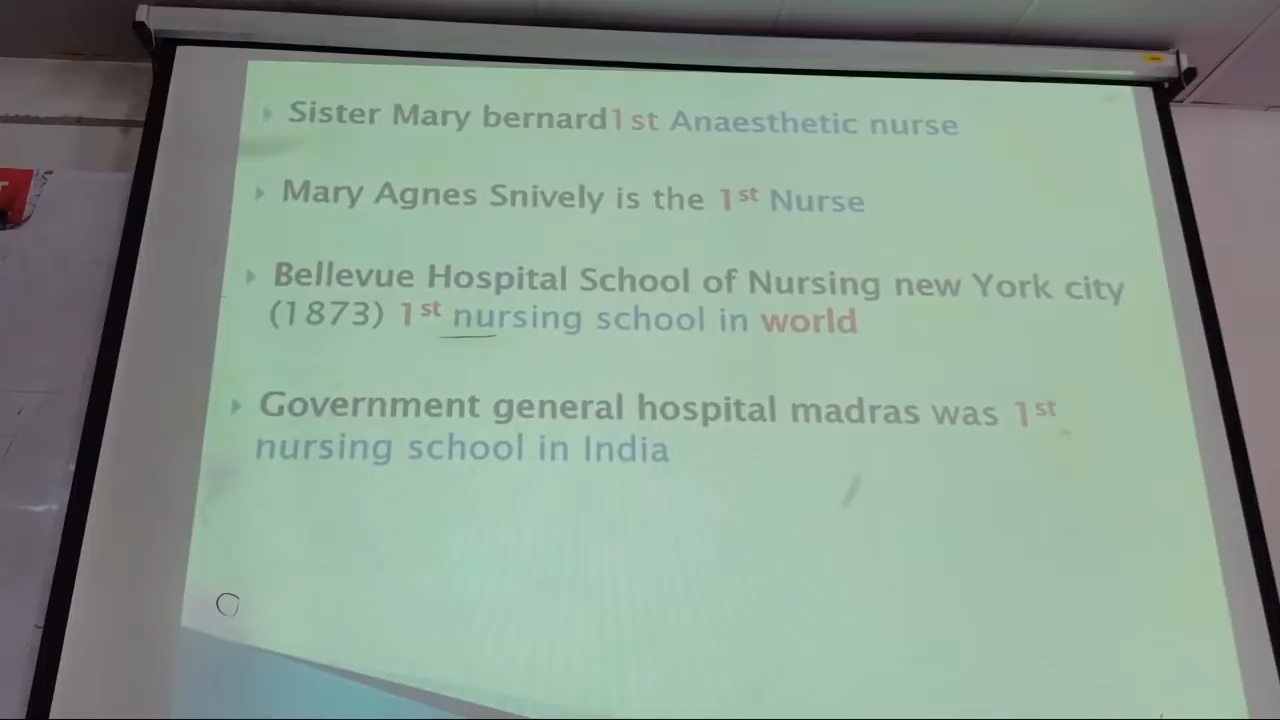 Sister Mary bernard1st Anaesthetic nurse
Mary Agnes Snively is the 1st Nurse
Bellevue Hospital School of Nursing new York city
(1873) 1st nursing school in world
Government general hospital madras was 1st
nursing school in India